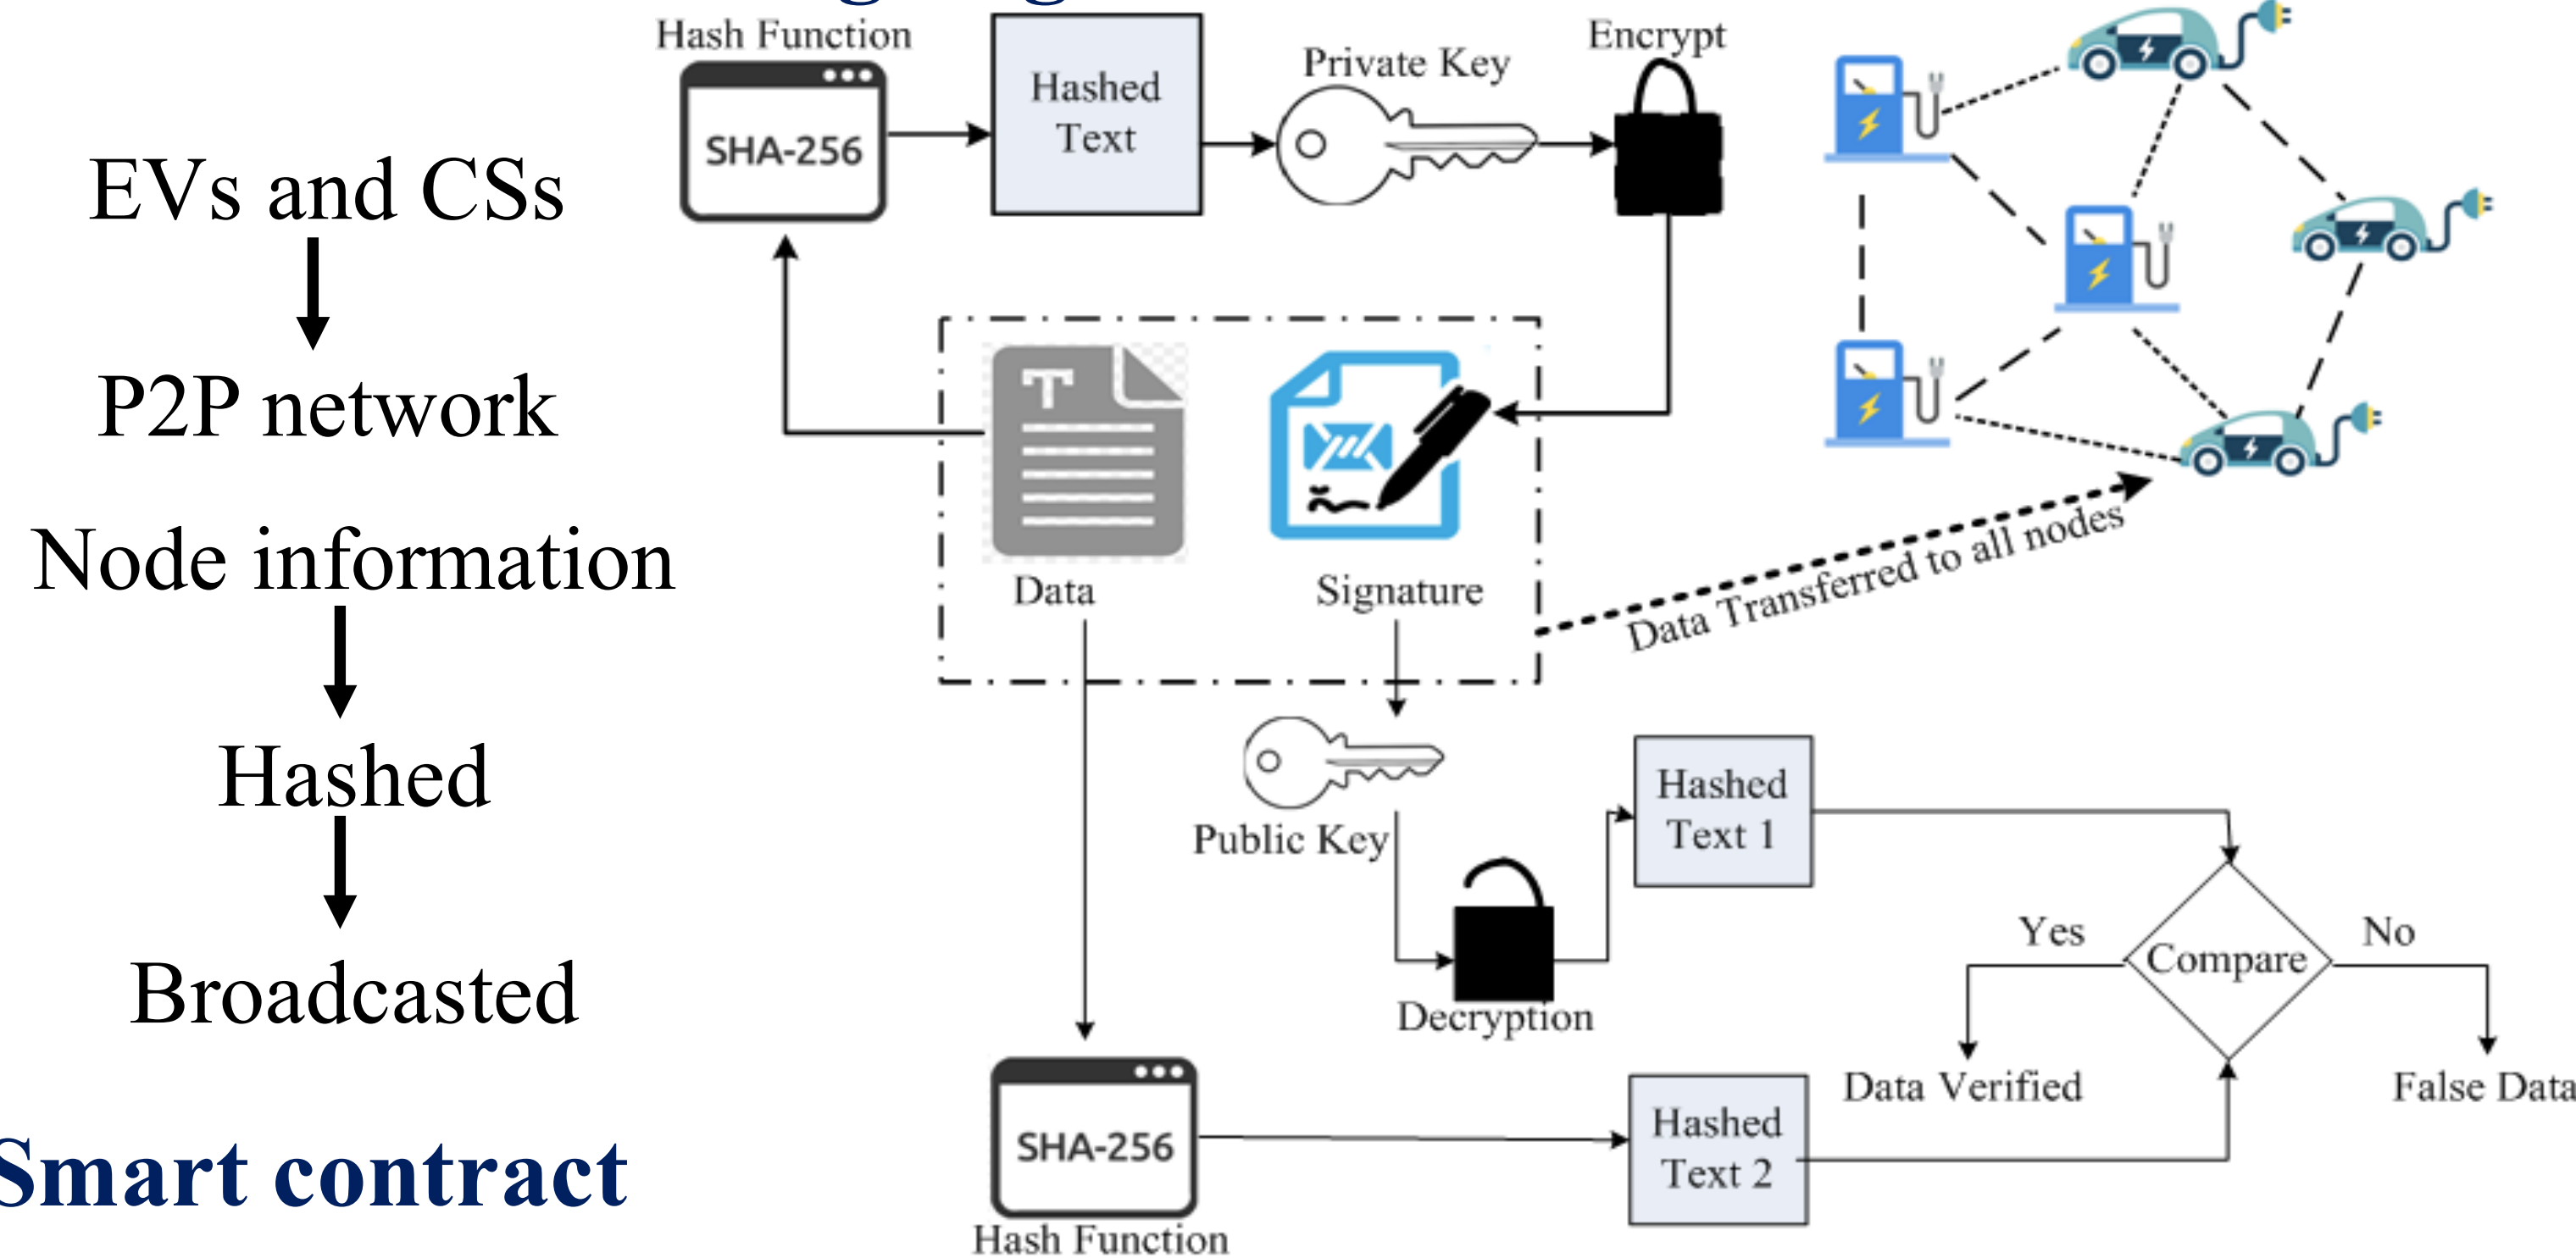 EVs and CSs
P2P network
Node information
Hashed
Broadcasted
Smart contract
Hash Function
SHA-256
Hashed
Text
Private Key
Encrypt
T
Data
Signature
Data Transferred to all nodes
Public Key
Decryption
Hashed
Text 1
Yes
Compare
No
Data Verified
False Data
SHA-256
Hash Function
Hashed
Text 2